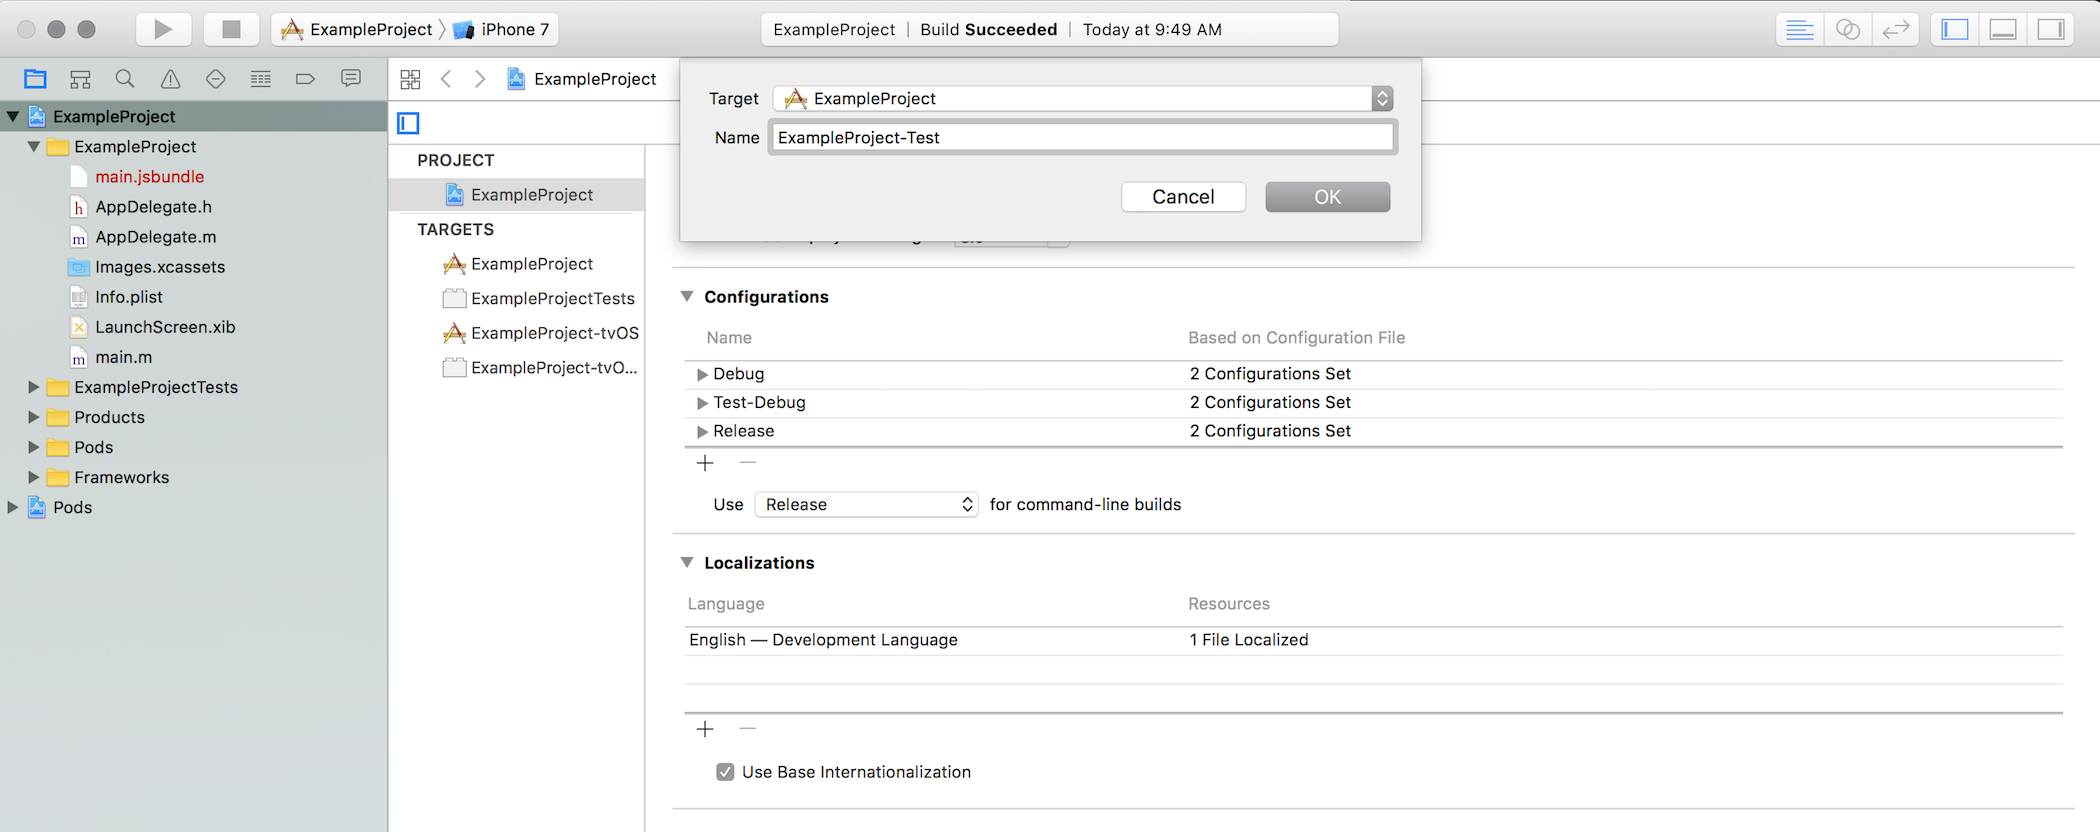 ExampleProject
iPhone 7
ExampleProject | Build Succeeded | Today at 9:49 AM
ExampleProject
ExampleProject
main.jsbundle
AppDelegate.h
AppDelegate.m
Images.xcassets
Info.plist
LaunchScreen.xib
main.m
ExampleProjectTests
Products
Pods
Frameworks
Pods
ExampleProject
PROJECT
ExampleProject
TARGETS
ExampleProject
ExampleProjectTests
ExampleProject-tvOS
ExampleProject-tvO...
Target ExampleProject
Name ExampleProject-Test
Cancel OK
Configurations
Name Based on Configuration File
Debug 2 Configurations Set
Test-Debug 2 Configurations Set
Release 2 Configurations Set
Use Release for command-line builds
Localizations
Language Resources
English — Development Language 1 File Localized
Use Base Internationalization